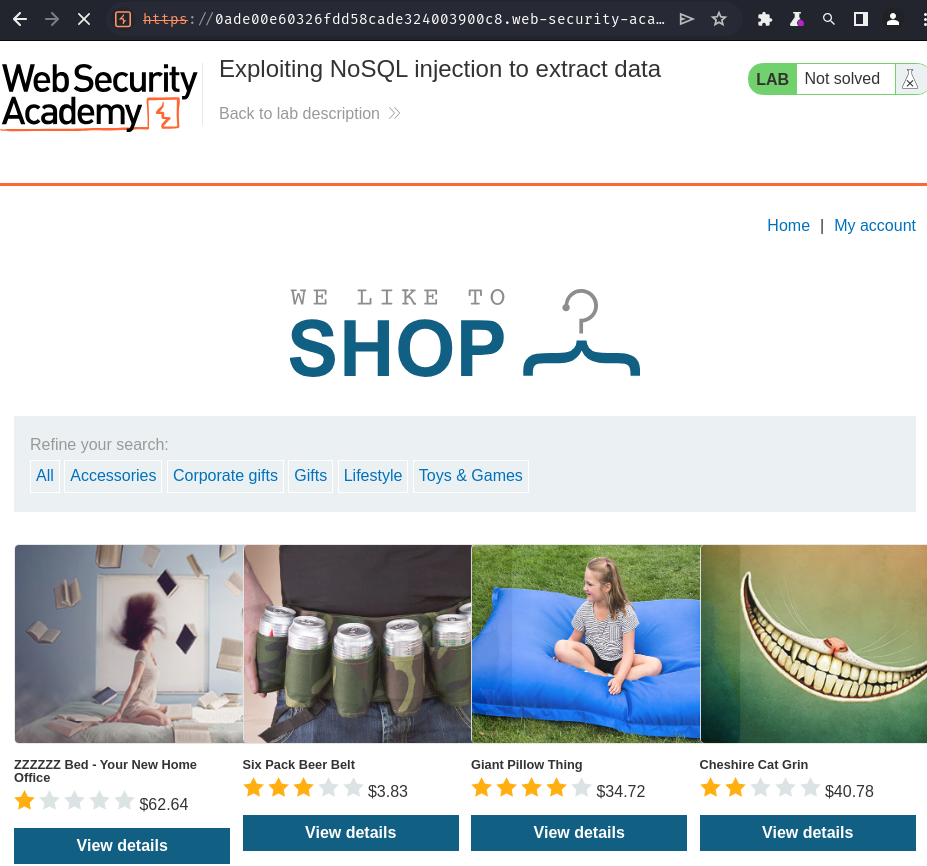 https://0ade00e60326fdd58cade324003900c8.web-security-aca…
Web Security
Academy
Exploiting NoSQL injection to extract data
Back to lab description
LAB Not solved
Home | My account
WE LIKE TO
SHOP
Refine your search:
All Accessories Corporate gifts Gifts Lifestyle Toys & Games
ZZZZZZ Bed - Your New Home
Office
$62.64
View details
Six Pack Beer Belt
$3.83
View details
Giant Pillow Thing
$34.72
View details
Cheshire Cat Grin
$40.78
View details